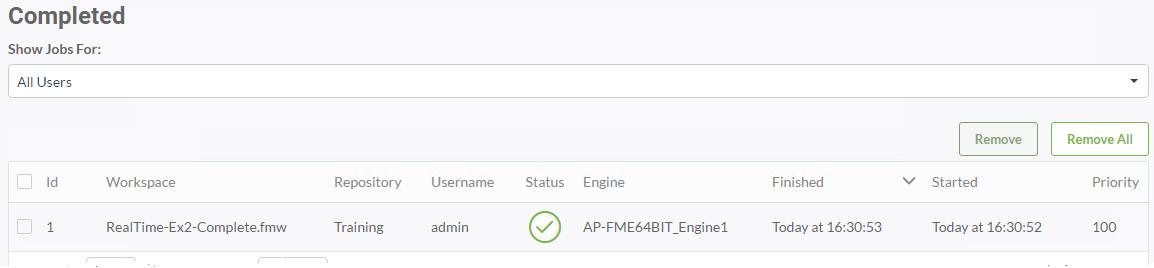 Completed
Show Jobs For:
All Users
Remove Remove All
Id Workspace Repository Username Status Engine Finished Started Priority
1 RealTime-Ex2-Complete.fmw Training admin AP-FME64BIT_Engine1 Today at 16:30:53 Today at 16:30:52 100